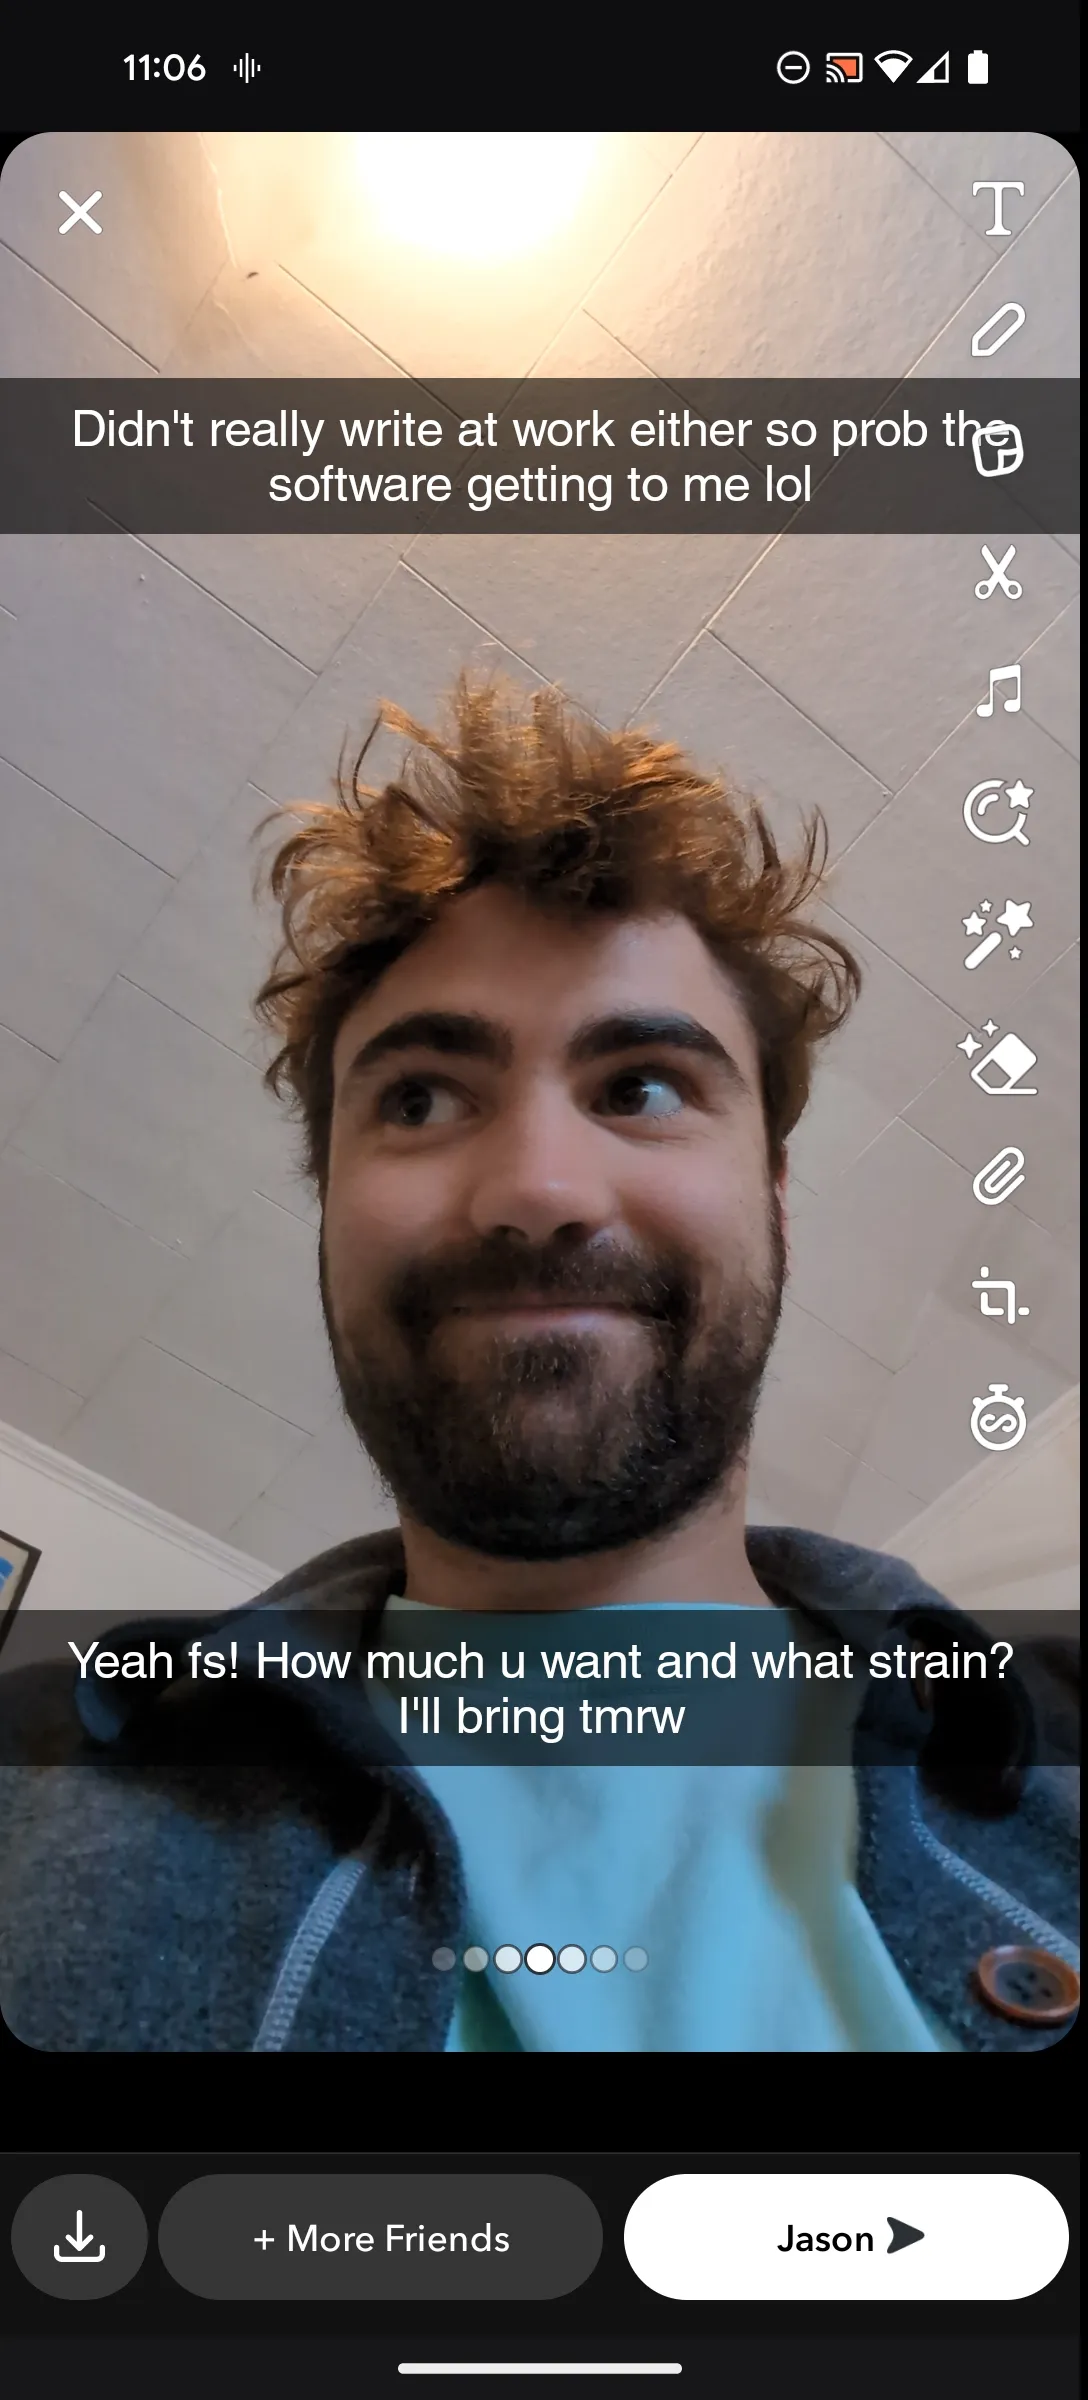 11:06
T
Didn't really write at work either so prob the
software getting to me lol
Yeah fs! How much u want and what strain?
I'll bring tmrw
+ More Friends
Jason